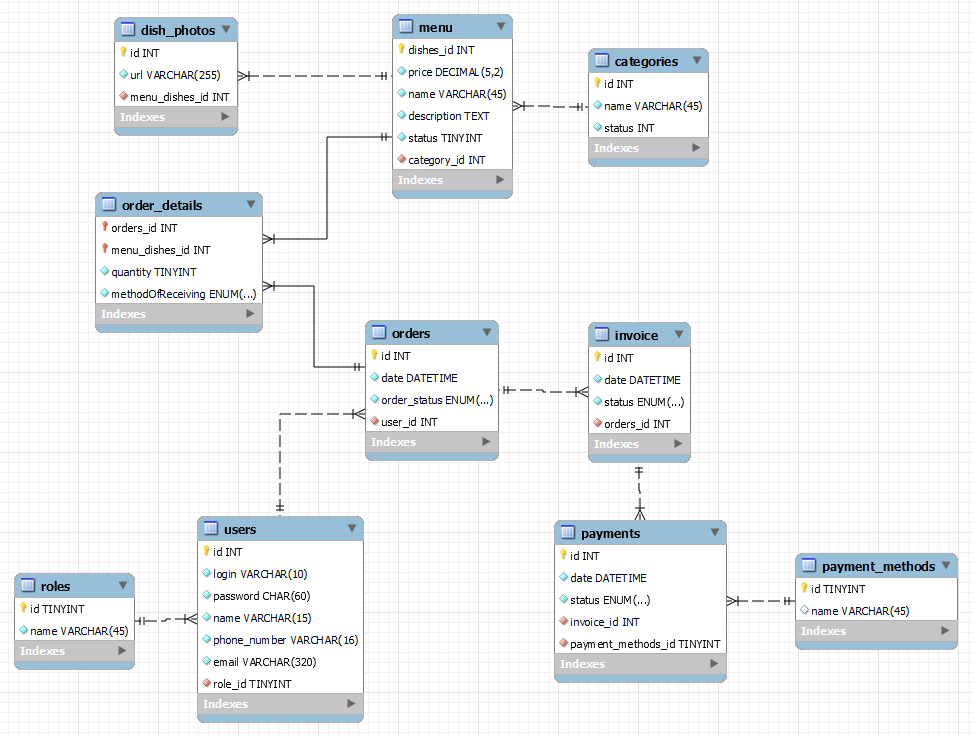 dish_photos
id INT
url VARCHAR(255)
menu_dishes_id INT
Indexes
menu
dishes_id INT
price DECIMAL(5,2)
name VARCHAR(45)
description TEXT
status TINYINT
category_id INT
Indexes
categories
id INT
name VARCHAR(45)
status INT
Indexes
order_details
orders_id INT
menu_dishes_id INT
quantity TINYINT
methodOfReceiving ENUM(...)
Indexes
orders
id INT
date DATETIME
order_status ENUM(...)
user_id INT
Indexes
invoice
id INT
date DATETIME
status ENUM(...)
orders_id INT
Indexes
users
id INT
login VARCHAR(10)
password CHAR(60)
name VARCHAR(15)
phone_number VARCHAR(16)
email VARCHAR(320)
role_id TINYINT
Indexes
roles
id TINYINT
name VARCHAR(45)
Indexes
payments
id INT
date DATETIME
status ENUM(...)
invoice_id INT
payment_methods_id TINYINT
Indexes
payment_methods
id TINYINT
name VARCHAR(45)
Indexes